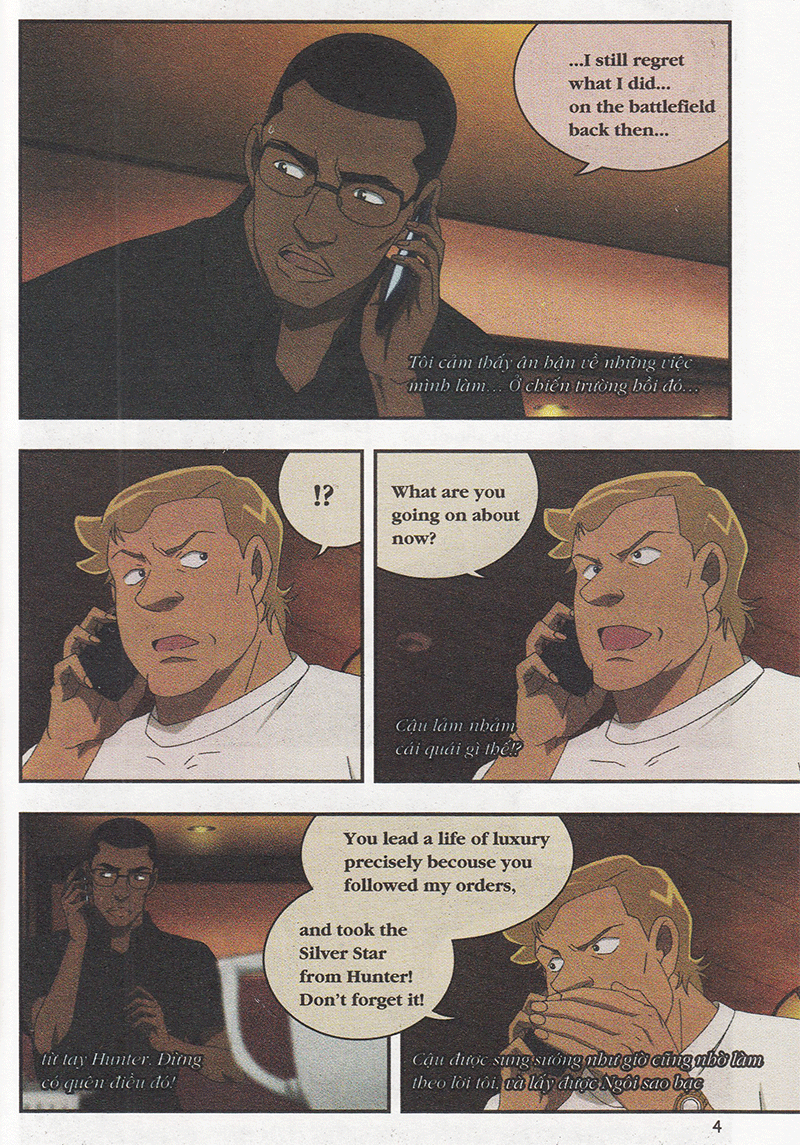 ...I still regret
what I did...
on the battlefield
back then...
Tôi cảm thấy ân hận về những việc
mình làm... Ở chiến trường hồi đó...
!?
What are you
going on about
now?
Cậu lảm nhảm
cái quái gì thế!?
You lead a life of luxury
precisely becouse you
followed my orders,
and took the
Silver Star
from Hunter!
Don't forget it!
từ tay Hunter. Đừng
có quên điều đó!
Cậu được sung sướng như giờ cũng nhờ làm
theo lời tôi, và lấy được Ngôi sao bạc
4